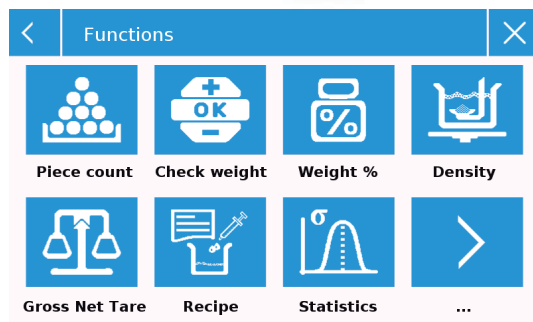 Functions
OK
%
Piece count Check weight Weight % Density
σ
Gross Net Tare Recipe Statistics ...